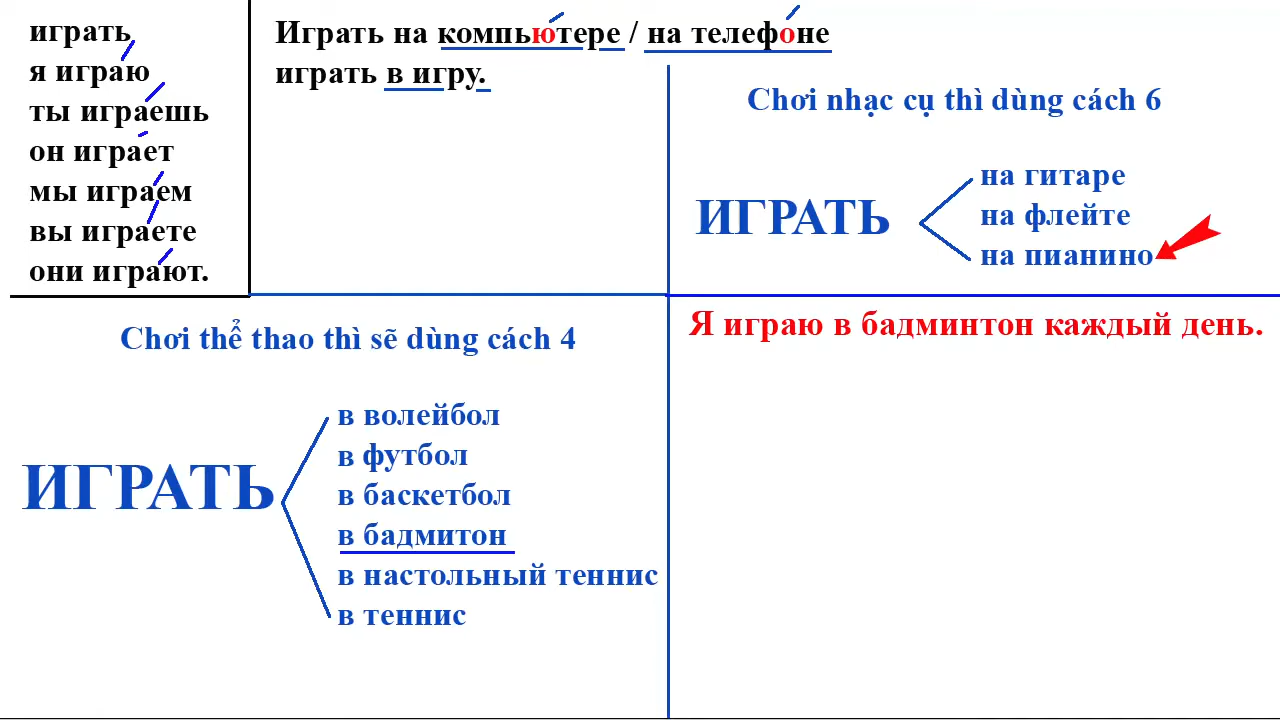 играть
я играю
ты играешь
он играет
мы играем
вы играете
они играют.
Играть на компьютере / на телефоне
играть в игру.
Chơi nhạc cụ thì dùng cách 6
ИГРАТЬ
на гитаре
на флейте
на пианино
Chơi thể thao thì sẽ dùng cách 4
ИГРАТЬ
в волейбол
в футбол
в баскетбол
в бадмитон
в настольный теннис
в теннис
Я играю в бадминтон каждый день.